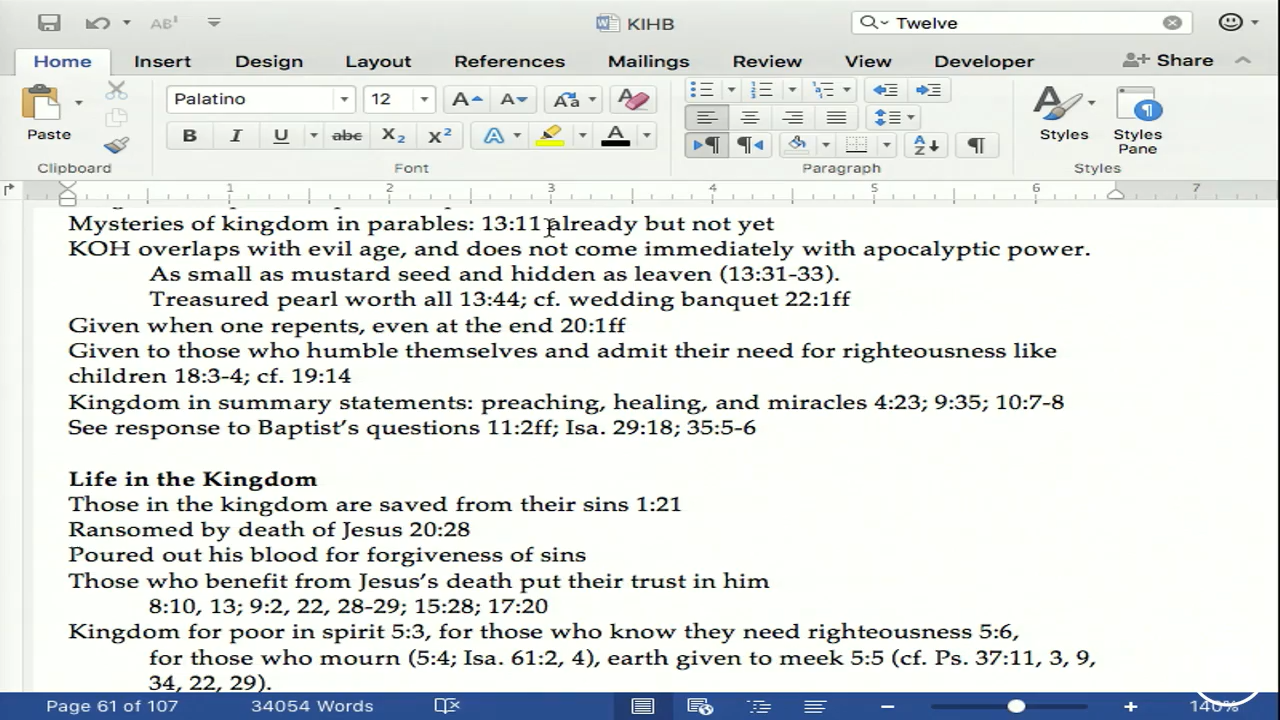 KIHB
Twelve
Home Insert Design Layout References Mailings Review View Developer Share
Palatino 12
Paste
Styles
Styles Pane
Clipboard Font Paragraph Styles
1 2 3 4 5 6 7
Mysteries of kingdom in parables: 13:11 already but not yet
KOH overlaps with evil age, and does not come immediately with apocalyptic power.
As small as mustard seed and hidden as leaven (13:31-33).
Treasured pearl worth all 13:44; cf. wedding banquet 22:1ff
Given when one repents, even at the end 20:1ff
Given to those who humble themselves and admit their need for righteousness like
children 18:3-4; cf. 19:14
Kingdom in summary statements: preaching, healing, and miracles 4:23; 9:35; 10:7-8
See response to Baptist’s questions 11:2ff; Isa. 29:18; 35:5-6
Life in the Kingdom
Those in the kingdom are saved from their sins 1:21
Ransomed by death of Jesus 20:28
Poured out his blood for forgiveness of sins
Those who benefit from Jesus’s death put their trust in him
8:10, 13; 9:2, 22, 28-29; 15:28; 17:20
Kingdom for poor in spirit 5:3, for those who know they need righteousness 5:6,
for those who mourn (5:4; Isa. 61:2, 4), earth given to meek 5:5 (cf. Ps. 37:11, 3, 9,
34, 22, 29).
Page 61 of 107 34054 Words 140%